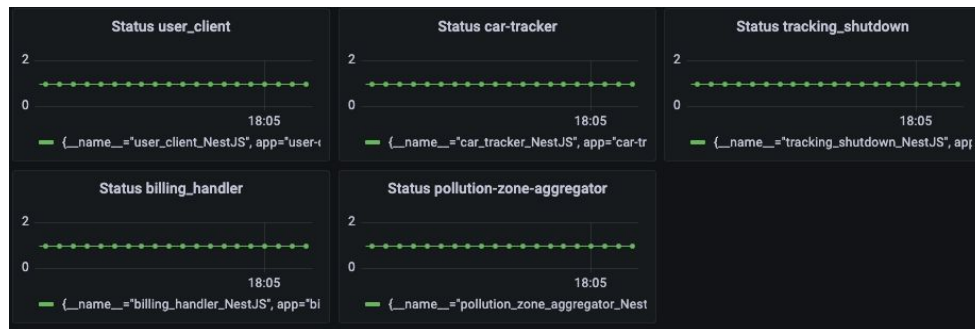 Status user_client
2
0
18:05
{__name__="user_client_NestJS", app="user-
Status car-tracker
2
0
18:05
{__name__="car_tracker_NestJS", app="car-tr
Status tracking_shutdown
2
0
18:05
{__name__="tracking_shutdown_NestJS", app
Status billing_handler
2
0
18:05
{__name__="billing_handler_NestJS", app="bi
Status pollution-zone-aggregator
2
0
18:05
{__name__="pollution_zone_aggregator_Nest